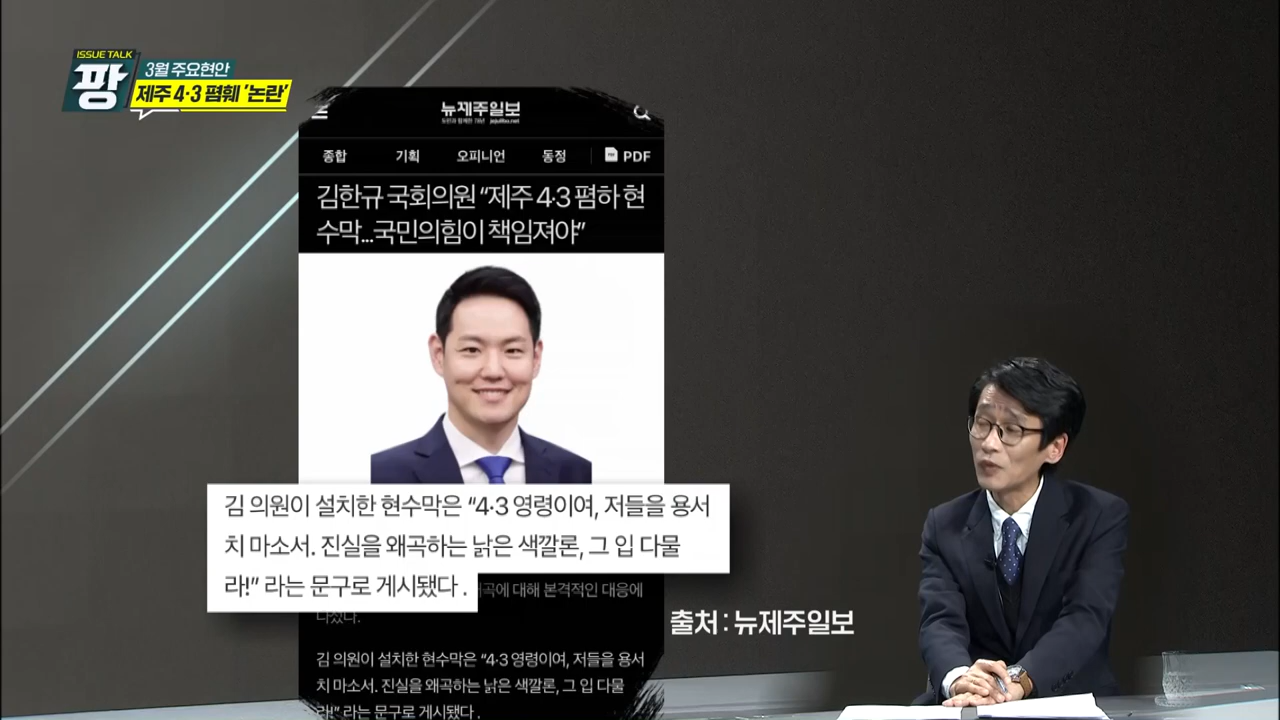 ISSUE TALK
팡
3월 주요현안
제주 4·3 폄훼 '논란'
뉴제주일보
종합
기획
오피니언
동정
PDF
김한규 국회의원 “제주 4·3 폄하 현
수막...국민의힘이 책임져야”
김 의원이 설치한 현수막은 “4·3 영령이여, 저들을 용서
치 마소서. 진실을 왜곡하는 낡은 색깔론, 그 입 다물
라!” 라는 문구로 게시됐다 .
곡에 대해 본격적인 대응에
나섰다.
출처 : 뉴제주일보
김 의원이 설치한 현수막은 “4·3 영령이여, 저들을 용서
치 마소서. 진실을 왜곡하는 낡은 색깔론, 그 입 다물
라!” 라는 문구로 게시됐다 .